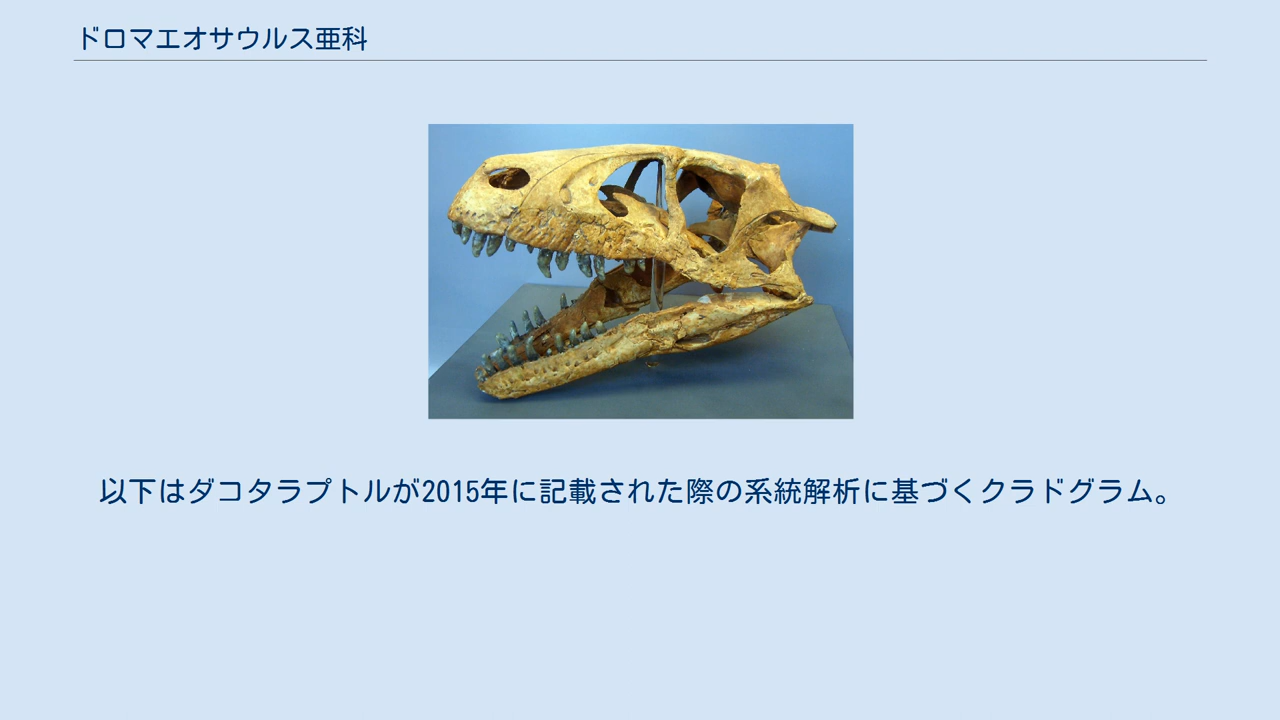 ドロマエオサウルス亜科
以下はダコタラプトルが2015年に記載された際の系統解析に基づくクラドグラム。